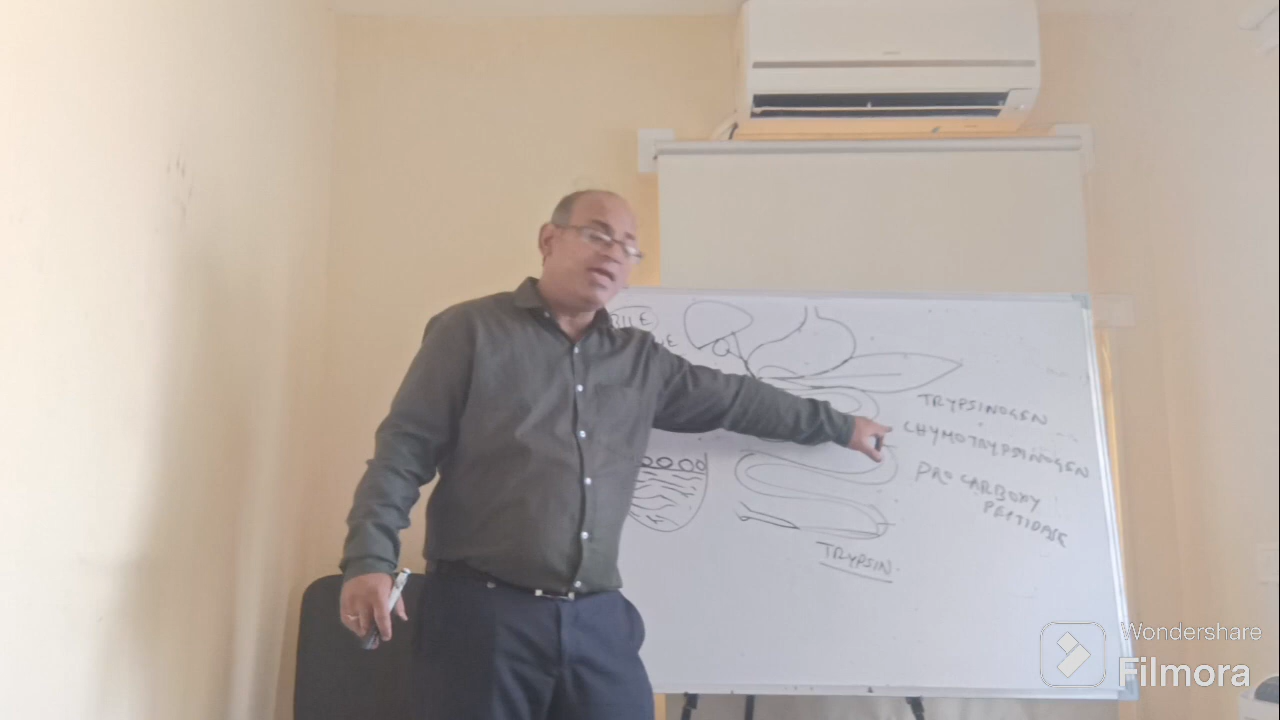 TRYPSINOGEN
CHYMOTRYPSINOGEN
PRO CARBOXY
PEPTIDASE
TRYPSIN.
Wondershare
Filmora